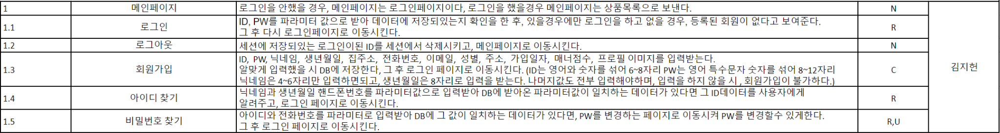 1 메인페이지 로그인을 안했을 경우, 메인페이지는 로그인페이지이다, 로그인을 했을경우 메인페이지는 상품목록으로 보낸다. N
1.1 로그인 ID, PW를 파라미터 값으로 받아 데이터에 저장되있는지 확인을 한 후, 있을경우에만 로그인을 하고 없을 경우, 등록된 회원이 없다고 보여준다. R
그 후 다시 로그인페이지로 이동시킨다.
1.2 로그아웃 세션에 저장되있는 로그인이된 ID를 세션에서 삭제시키고, 메인페이지로 이동시킨다. N
1.3 회원가입 ID, PW, 닉네임, 생년월일, 집주소, 전화번호, 이메일, 성별, 주소, 가입일자, 매너점수, 프로필 이미지를 입력받는다. C 김지헌
알맞게 입력했을 시 DB에 저장한다, 그 후 로그인 페이지로 이동시킨다. (ID는 영어와 숫자를 섞어 6~8자리 PW는 영어 특수문자 숫자를 섞어 8~12자리
닉네임은 4~6자리만 입력하면되고, 생년월일은 8자리로 입력을 받는다. 나머지값도 전부 입력해야하며, 입력을 하지 않을 시 , 회원가입이 불가하다.)
1.4 아이디 찾기 닉네임과 생년월일 핸드폰번호를 파라미터값으로 입력받아 DB에 받아온 파라미터값이 일치하는 데이터가 있다면 그 ID데이터를 사용자에게 R
알려주고, 로그인 페이지로 이동시킨다.
1.5 비밀번호 찾기 아이디와 전화번호를 파라미터로 입력받아 DB에 그 값이 일치하는 데이터가 있다면, PW를 변경하는 페이지로 이동시켜 PW를 변경할수 있게한다. R,U
그 후 로그인 페이지로 이동시킨다.